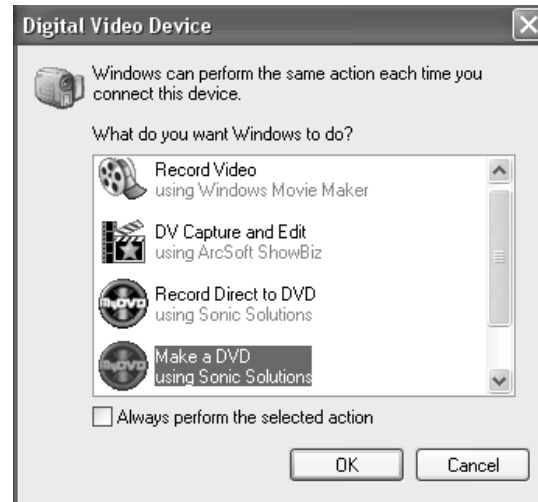 Digital Video Device
Windows can perform the same action each time you
connect this device.
What do you want Windows to do?
Record Video
using Windows Movie Maker
DV Capture and Edit
using ArcSoft ShowBiz
MyDVD
Record Direct to DVD
using Sonic Solutions
MyDVD
Make a DVD
using Sonic Solutions
Always perform the selected action
OK
Cancel